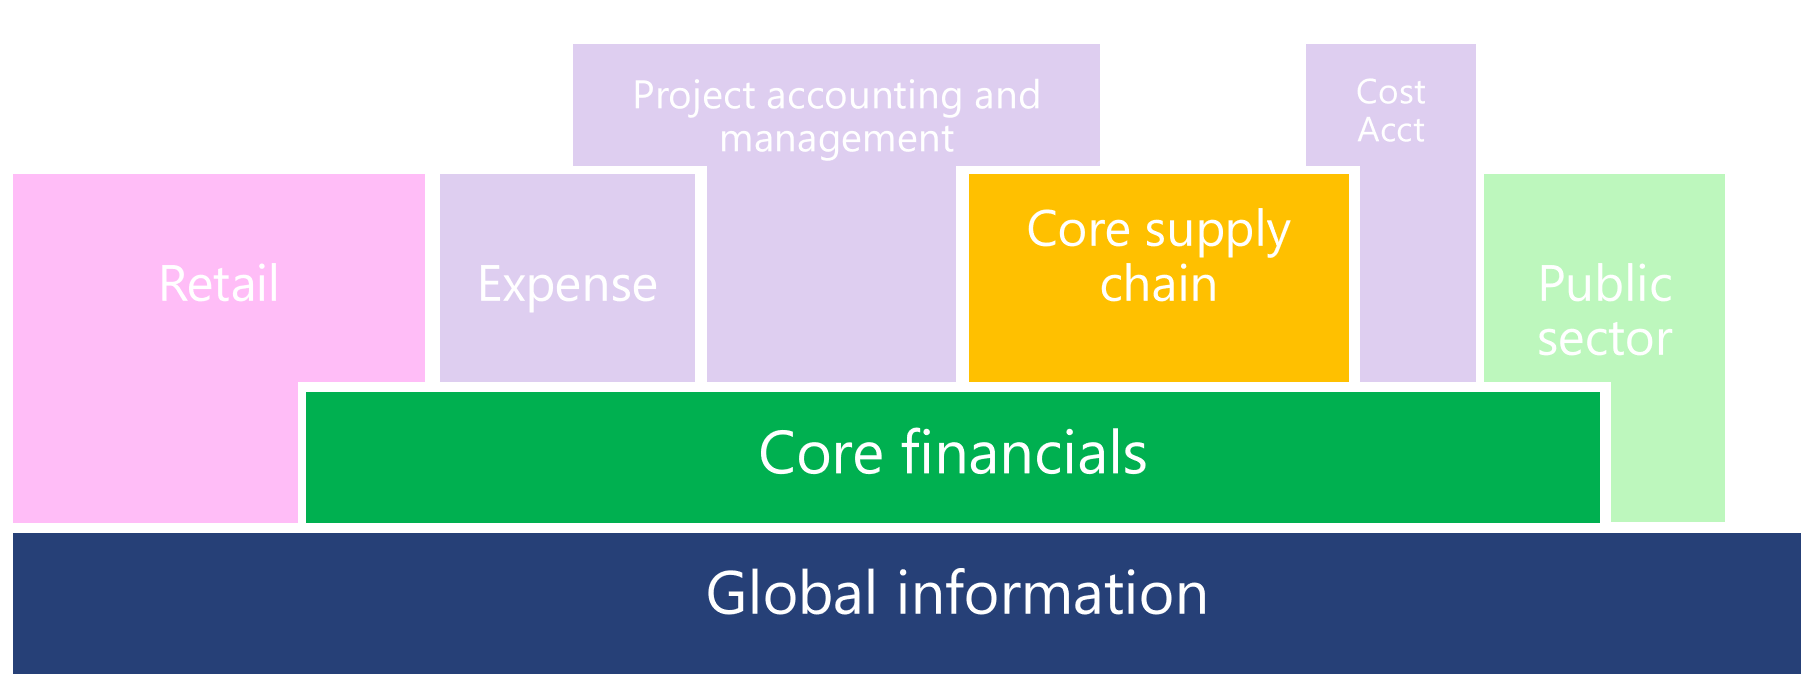 Project accounting and
management
Cost
Acct
Retail
Expense
Core supply
chain
Public
sector
Core financials
Global information